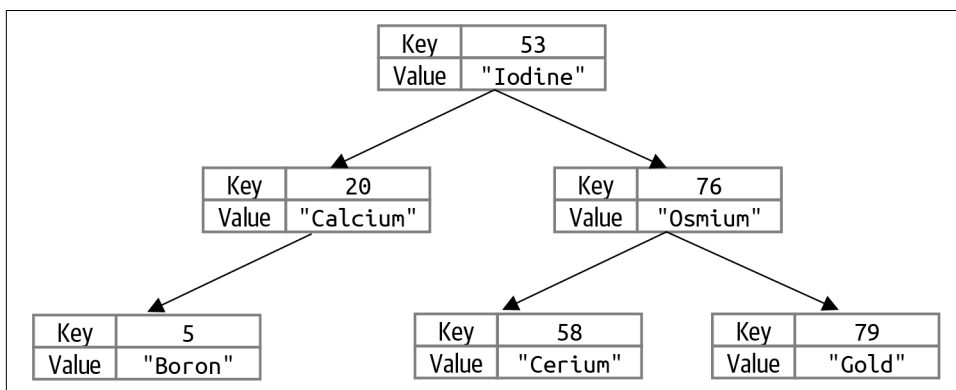 Key 53
Value "Iodine"
Key 20
Value "Calcium"
Key 76
Value "Osmium"
Key 5
Value "Boron"
Key 58
Value "Cerium"
Key 79
Value "Gold"